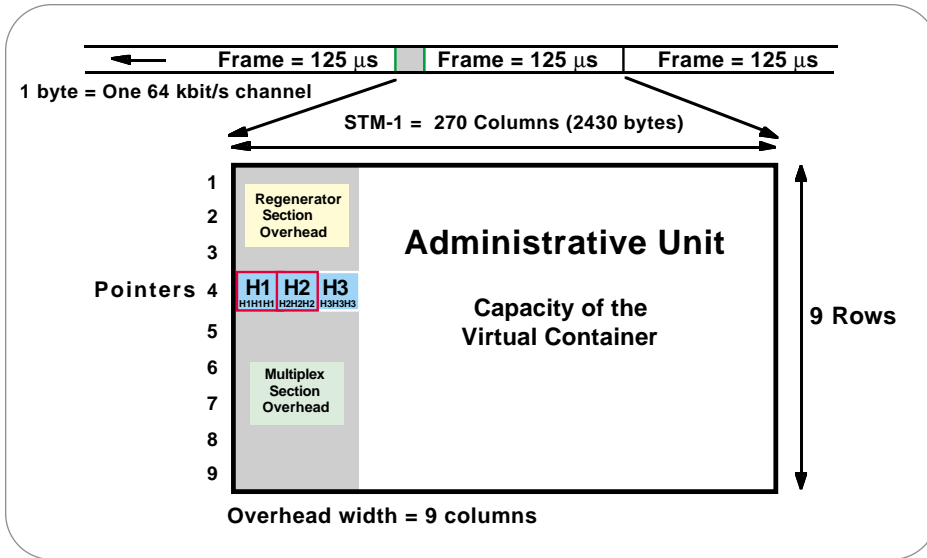 Frame = 125 μs
Frame = 125 μs
Frame = 125 μs
1 byte = One 64 kbit/s channel
STM-1 = 270 Columns (2430 bytes)
1
2
3
Pointers 4
5
6
7
8
9
Regenerator
Section
Overhead
H1 H2 H3
H1H1H1 H2H2H2 H3H3H3
Multiplex
Section
Overhead
Administrative Unit
Capacity of the
Virtual Container
9 Rows
Overhead width = 9 columns